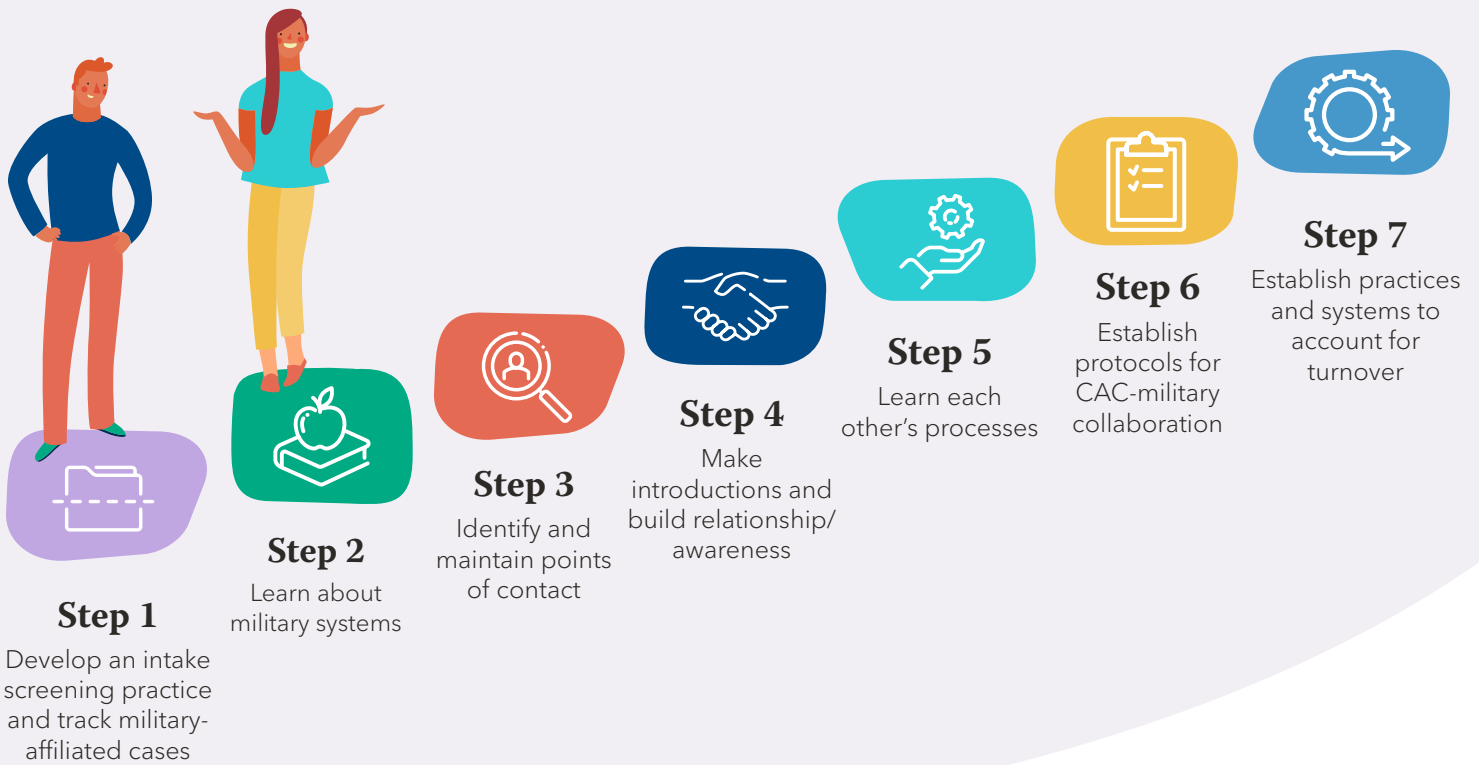 Step 1
Develop an intake
screening practice
and track military-
affiliated cases
Step 2
Learn about
military systems
Step 3
Identify and
maintain points
of contact
Step 4
Make
introductions and
build relationship/
awareness
Step 5
Learn each
other’s processes
Step 6
Establish
protocols for
CAC-military
collaboration
Step 7
Establish practices
and systems to
account for
turnover